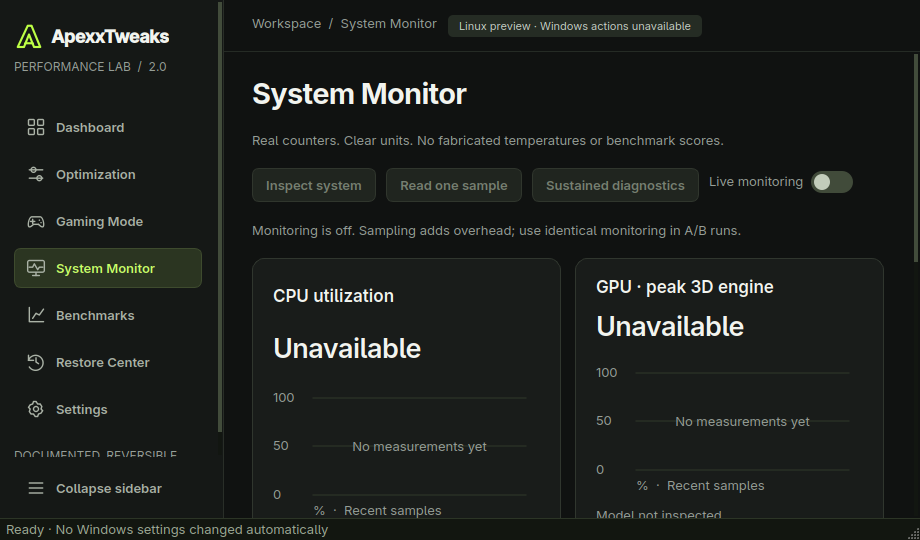 ApexxTweaks
PERFORMANCE LAB / 2.0
Dashboard
Optimization
Gaming Mode
System Monitor
Benchmarks
Restore Center
Settings
DOCUMENTED. REVERSIBLE
Collapse sidebar
Workspace / System Monitor
Linux preview · Windows actions unavailable
System Monitor
Real counters. Clear units. No fabricated temperatures or benchmark scores.
Inspect system
Read one sample
Sustained diagnostics
Live monitoring
Monitoring is off. Sampling adds overhead; use identical monitoring in A/B runs.
CPU utilization
Unavailable
100
50
No measurements yet
0
% · Recent samples
GPU · peak 3D engine
Unavailable
100
50
No measurements yet
0
% · Recent samples
Model not inspected
Ready · No Windows settings changed automatically